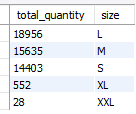 total_quantity size
18956 L
15635 M
14403 S
552 XL
28 XXL